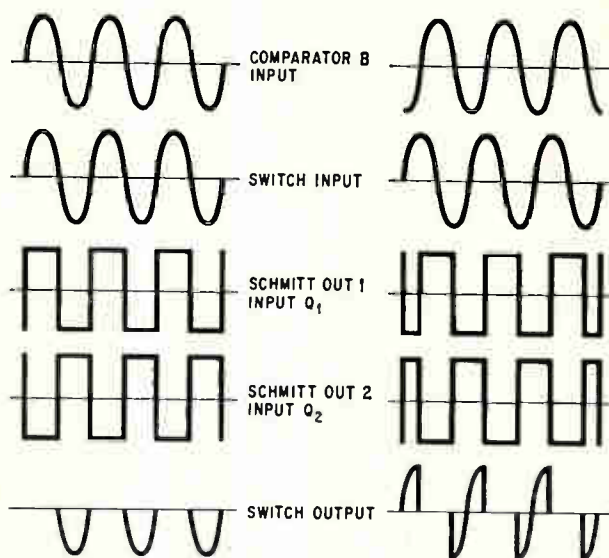 COMPARATOR B
INPUT
SWITCH INPUT
SCHMITT OUT 1
INPUT Q1
SCHMITT OUT 2
INPUT Q2
SWITCH OUTPUT